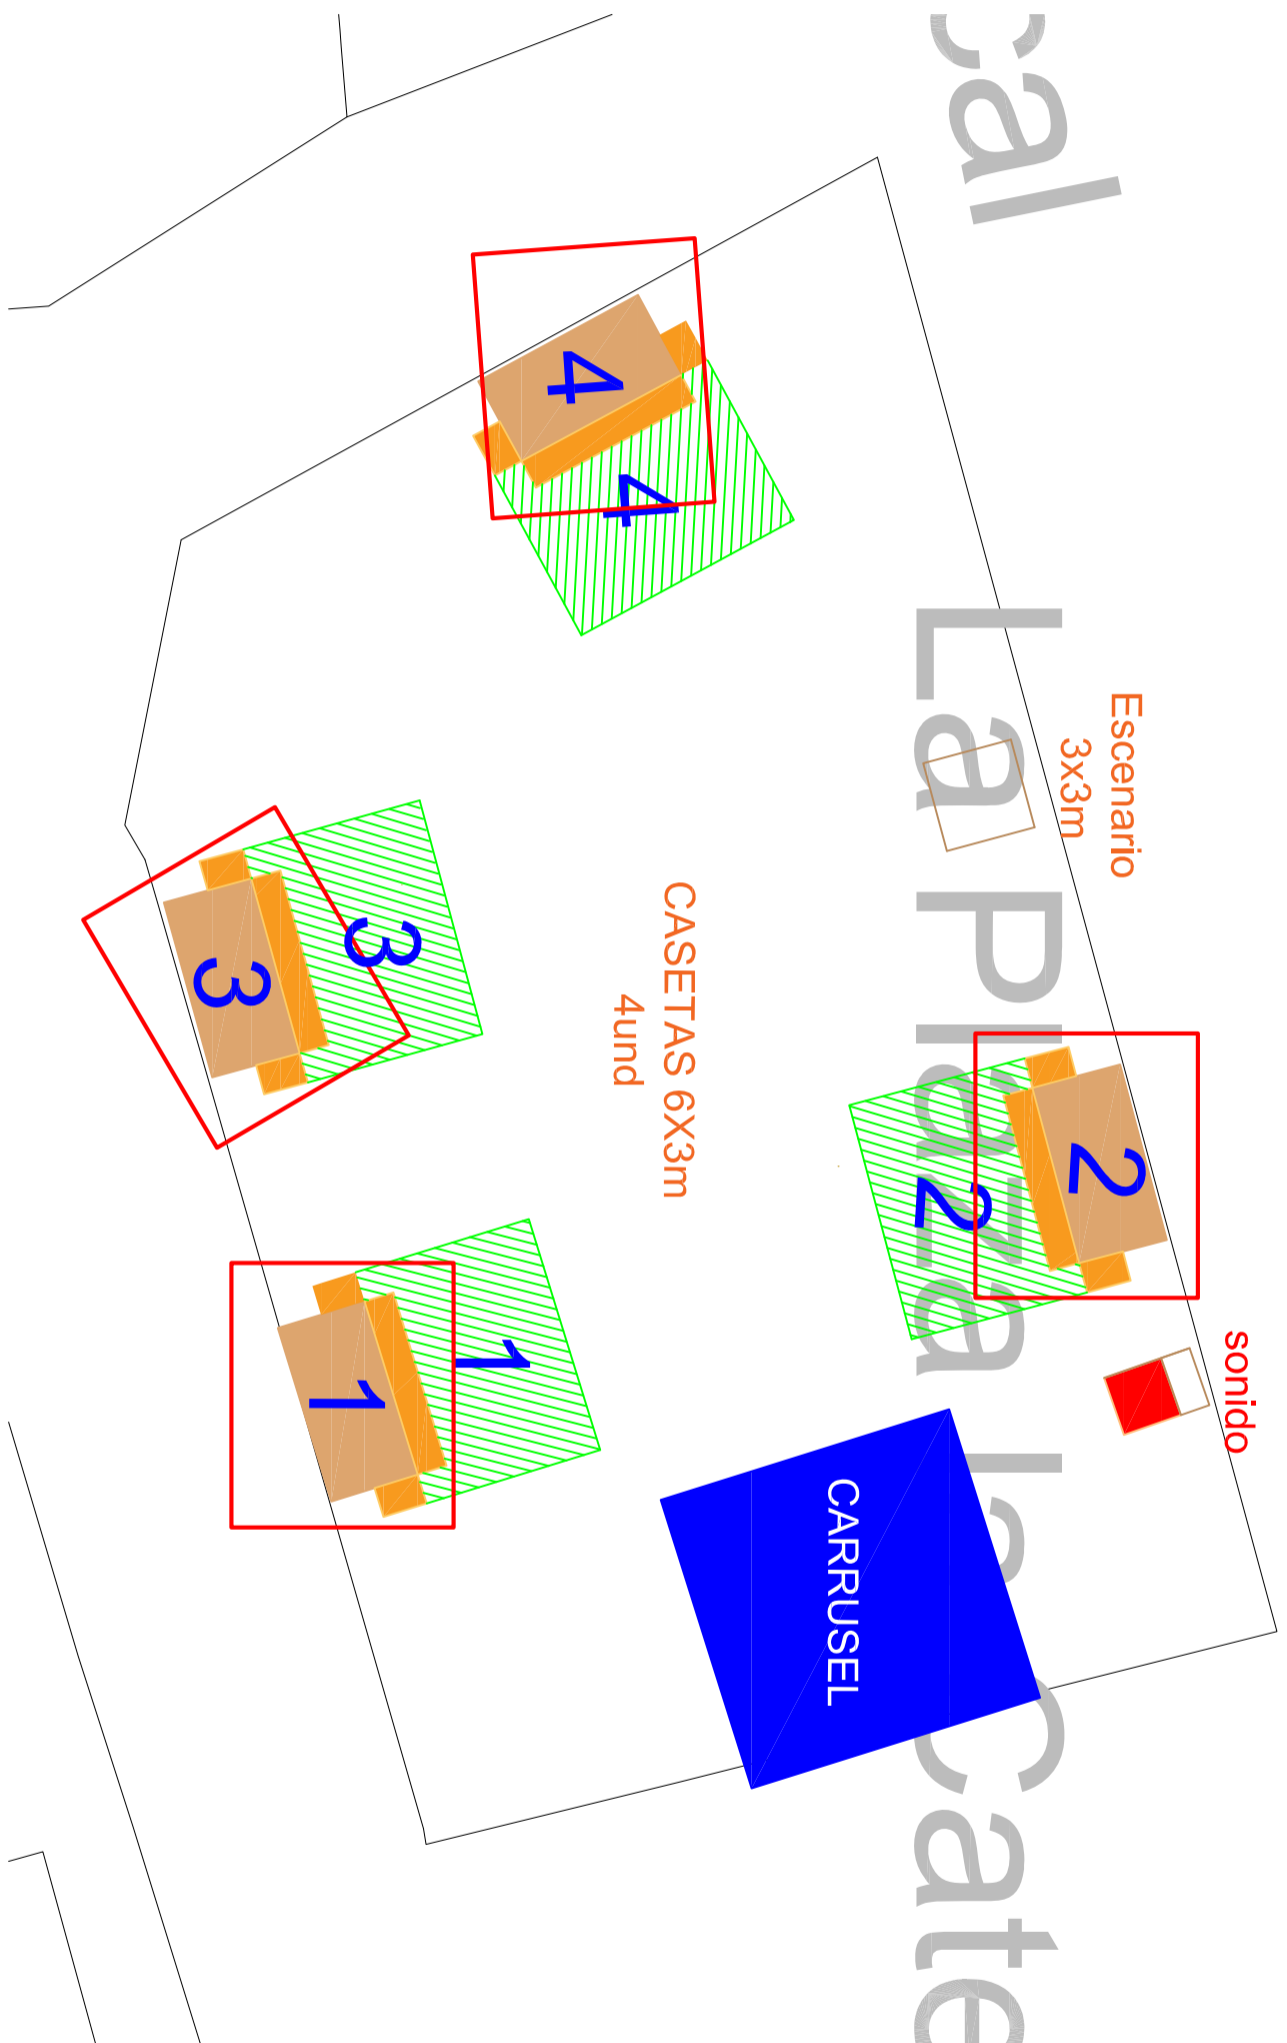 sonido
Escenario
3x3m
cal
La Plaza la Cate
2
2
CARRUSEL
CASETAS 6X3m
4und
4
4
3
3
1
1